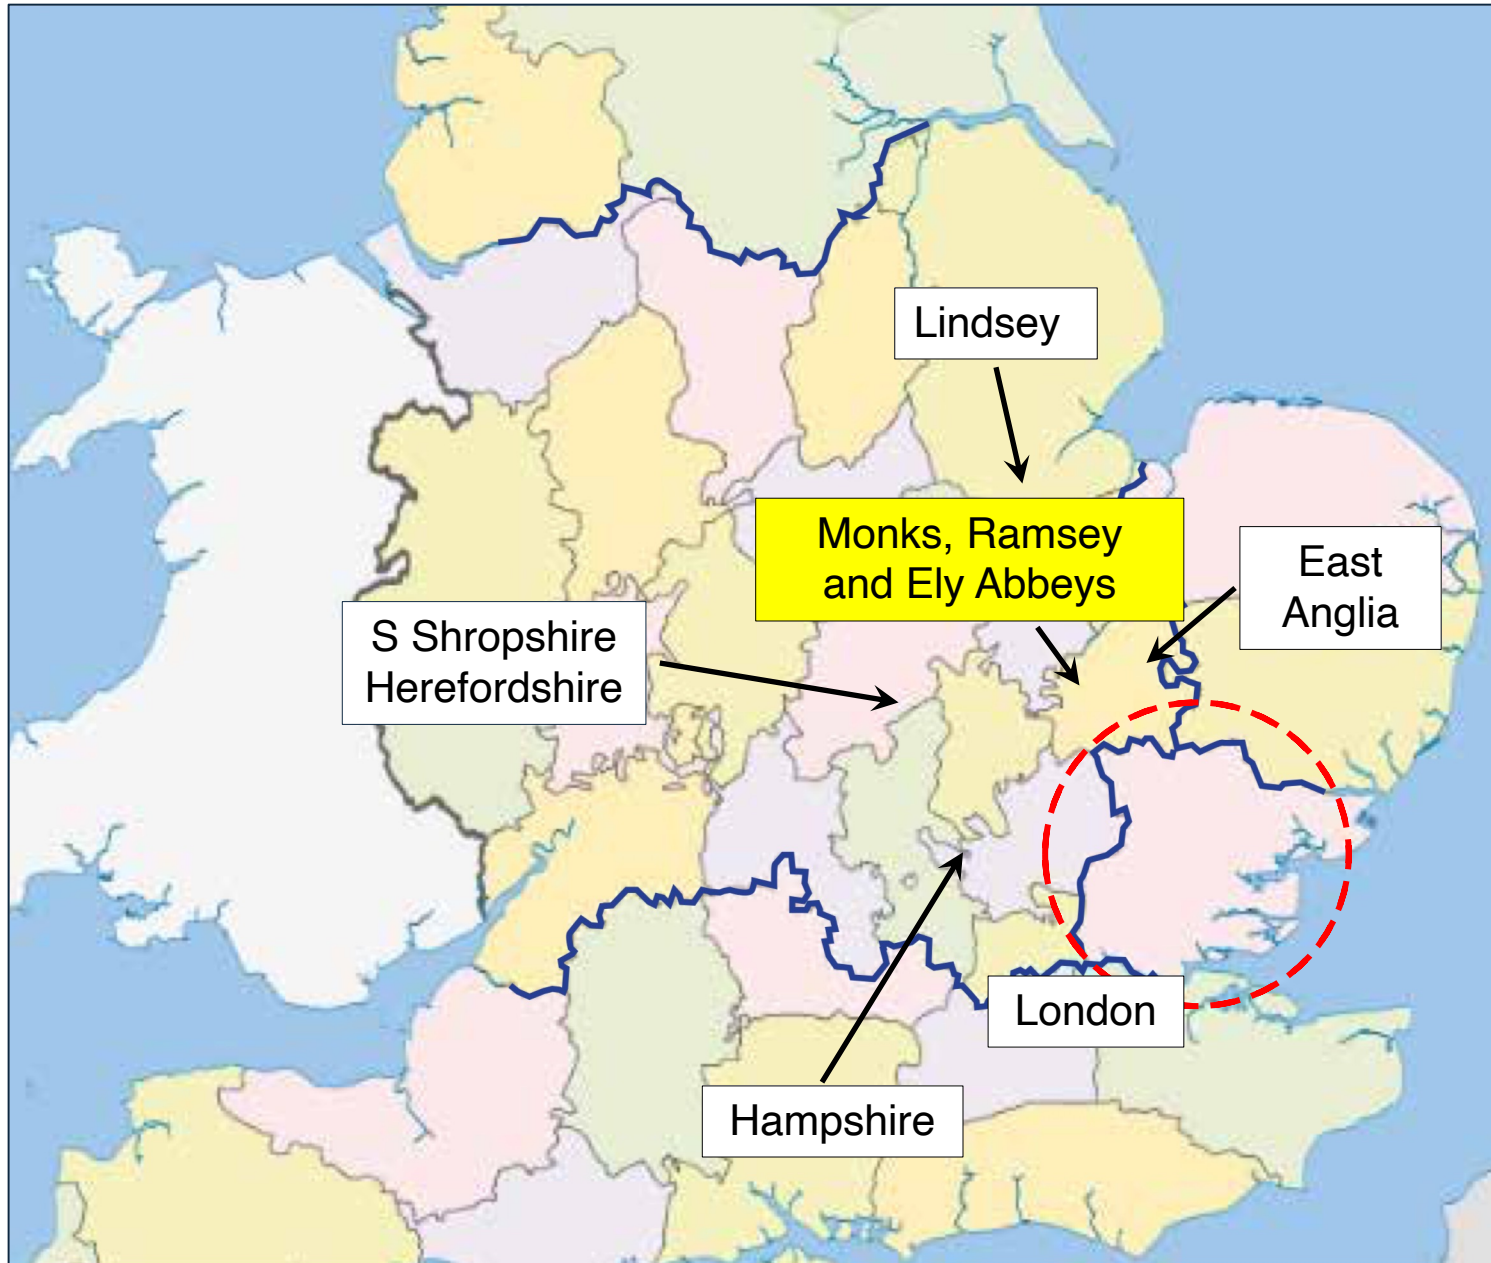 Lindsey
Monks, Ramsey
and Ely Abbeys
East
Anglia
S Shropshire
Herefordshire
London
Hampshire